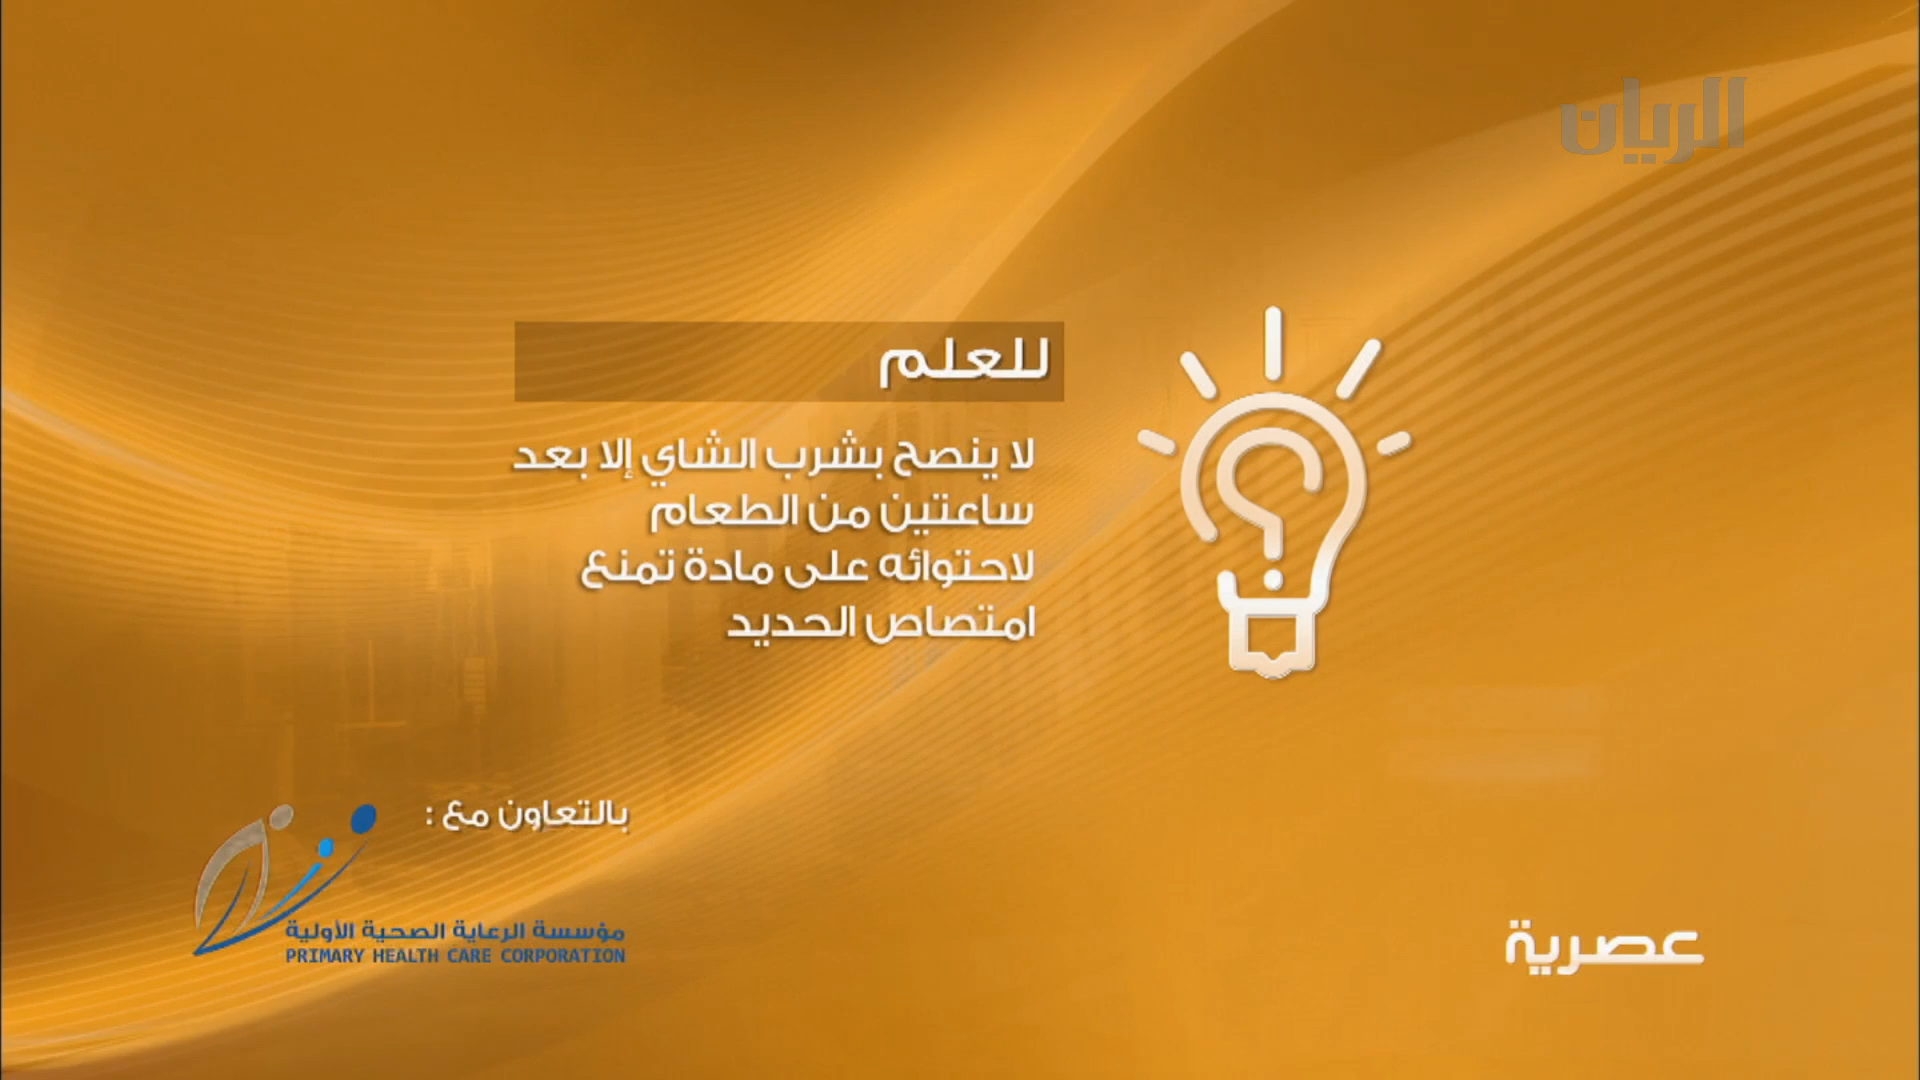 الريان
للعلم
لا ينصح بشرب الشاي إلا بعد
ساعتين من الطعام
لاحتوائه على مادة تمنع
امتصاص الحديد
بالتعاون مع :
مؤسسة الرعاية الصحية الأولية
PRIMARY HEALTH CARE CORPORATION
عصرية